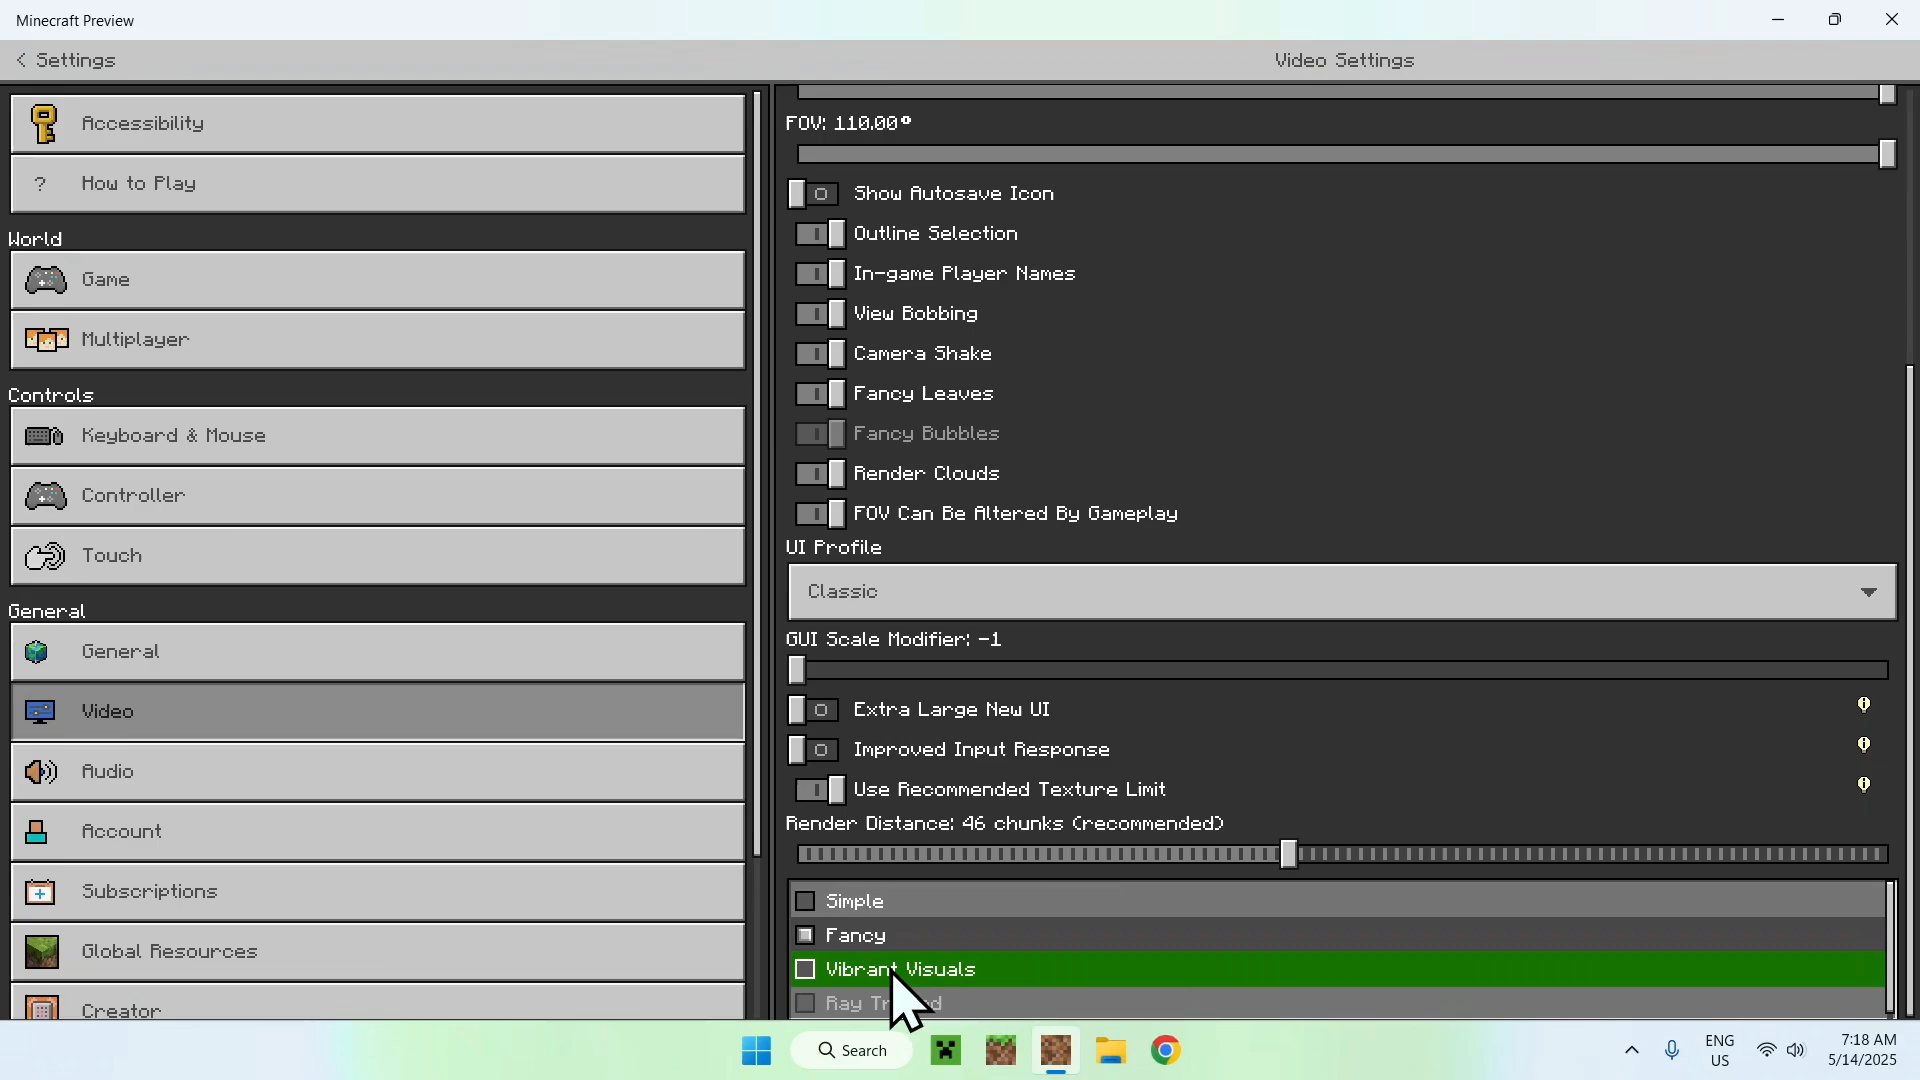 Minecraft Preview
Settings
Video Settings
Accessibility
How to Play
World
Game
Multiplayer
Controls
Keyboard & Mouse
Controller
Touch
General
General
Video
Audio
Account
Subscriptions
Global Resources
Creator
FOV: 110.00°
Show Autosave Icon
Outline Selection
In-game Player Names
View Bobbing
Camera Shake
Fancy Leaves
Fancy Bubbles
Render Clouds
FOV Can Be Altered By Gameplay
UI Profile
Classic
GUI Scale Modifier: -1
Extra Large New UI
Improved Input Response
Use Recommended Texture Limit
Render Distance: 46 chunks (recommended)
Simple
Fancy
Vibrant Visuals
Ray
Search
ENG
US
7:18 AM
5/14/2025